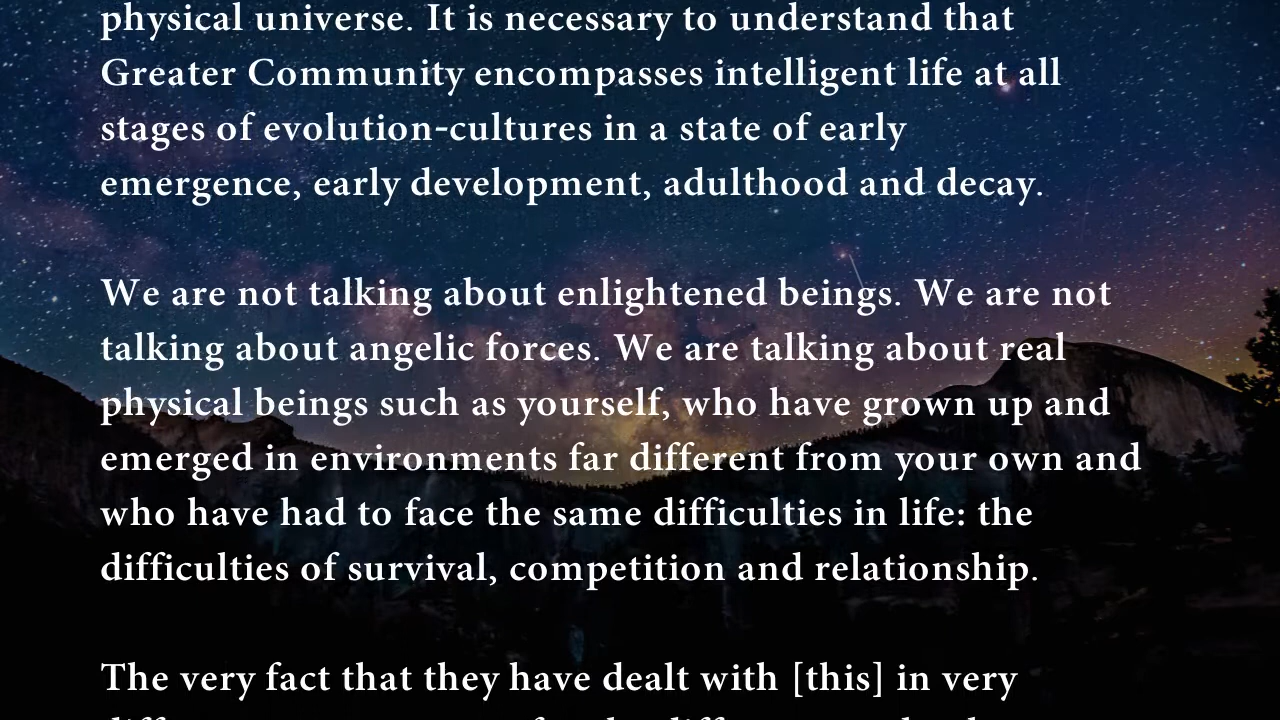 physical universe. It is necessary to understand that
Greater Community encompasses intelligent life at all
stages of evolution-cultures in a state of early
emergence, early development, adulthood and decay.
We are not talking about enlightened beings. We are not
talking about angelic forces. We are talking about real
physical beings such as yourself, who have grown up and
emerged in environments far different from your own and
who have had to face the same difficulties in life: the
difficulties of survival, competition and relationship.
The very fact that they have dealt with [this] in very